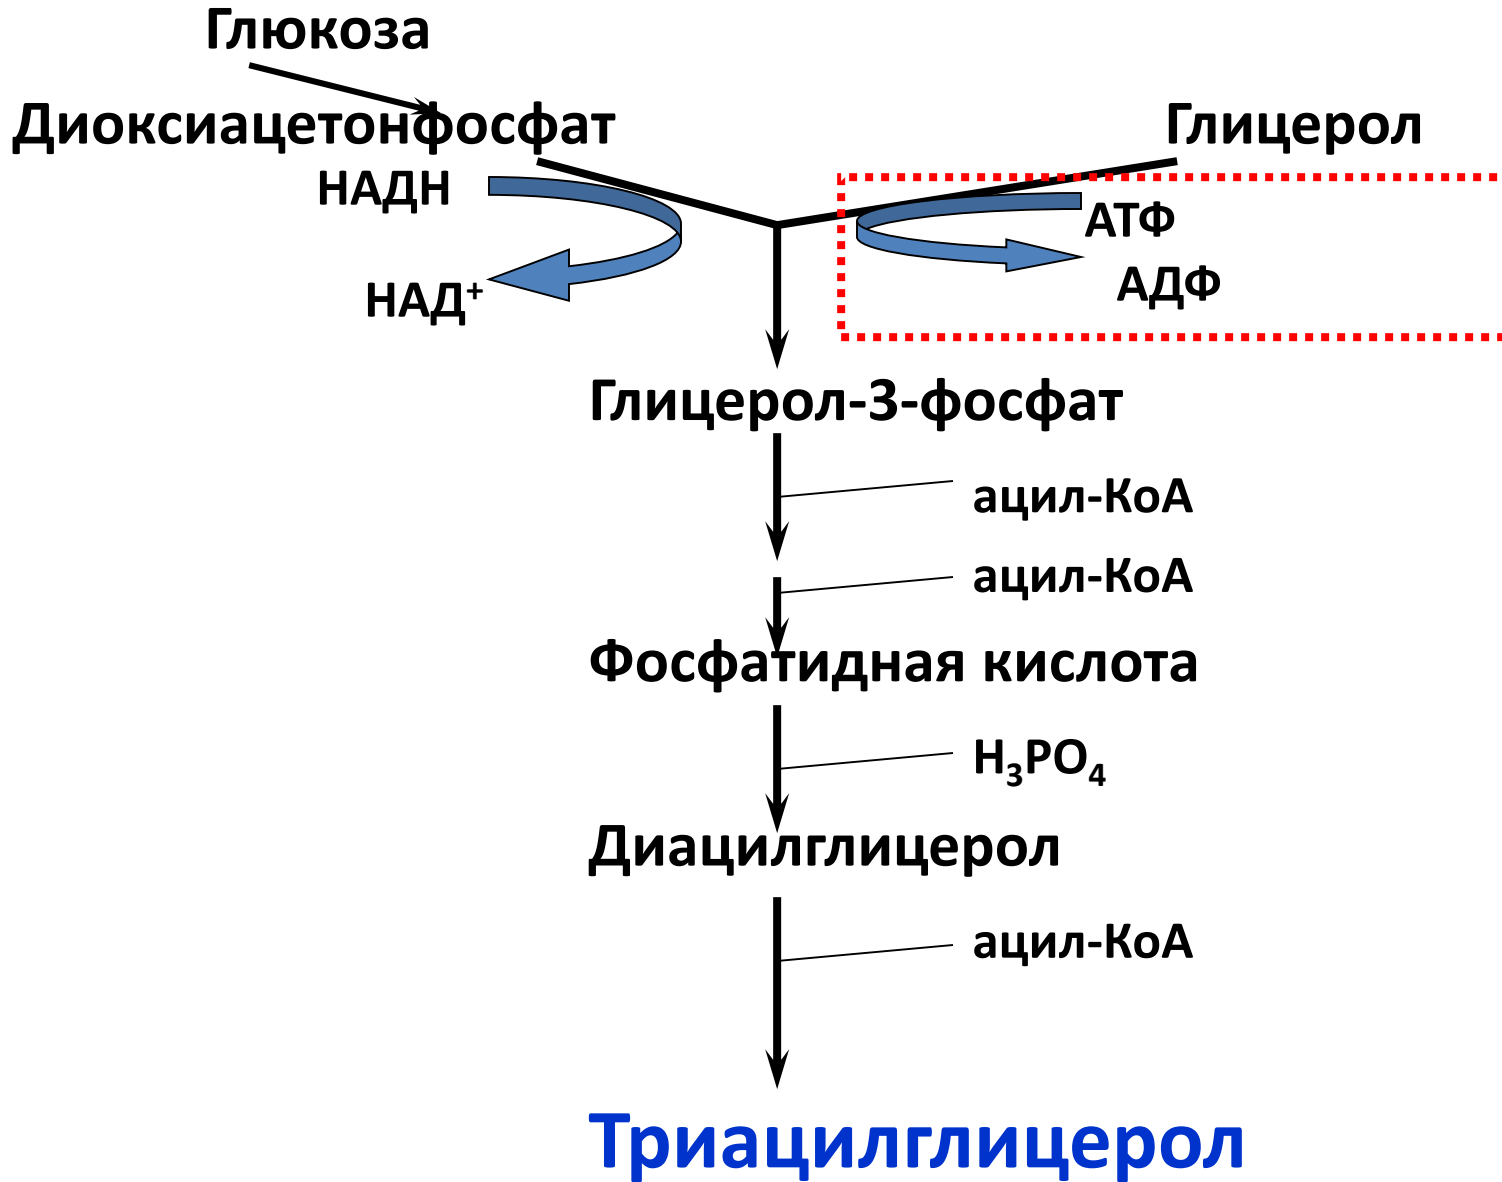 Глюкоза
Диоксиацетонфосфат
Глицерол
НАДН
АТФ
НАД⁺
АДФ
Глицерол-3-фосфат
ацил-КоА
ацил-КоА
Фосфатидная кислота
H₃PO₄
Диацилглицерол
ацил-КоА
Триацилглицерол